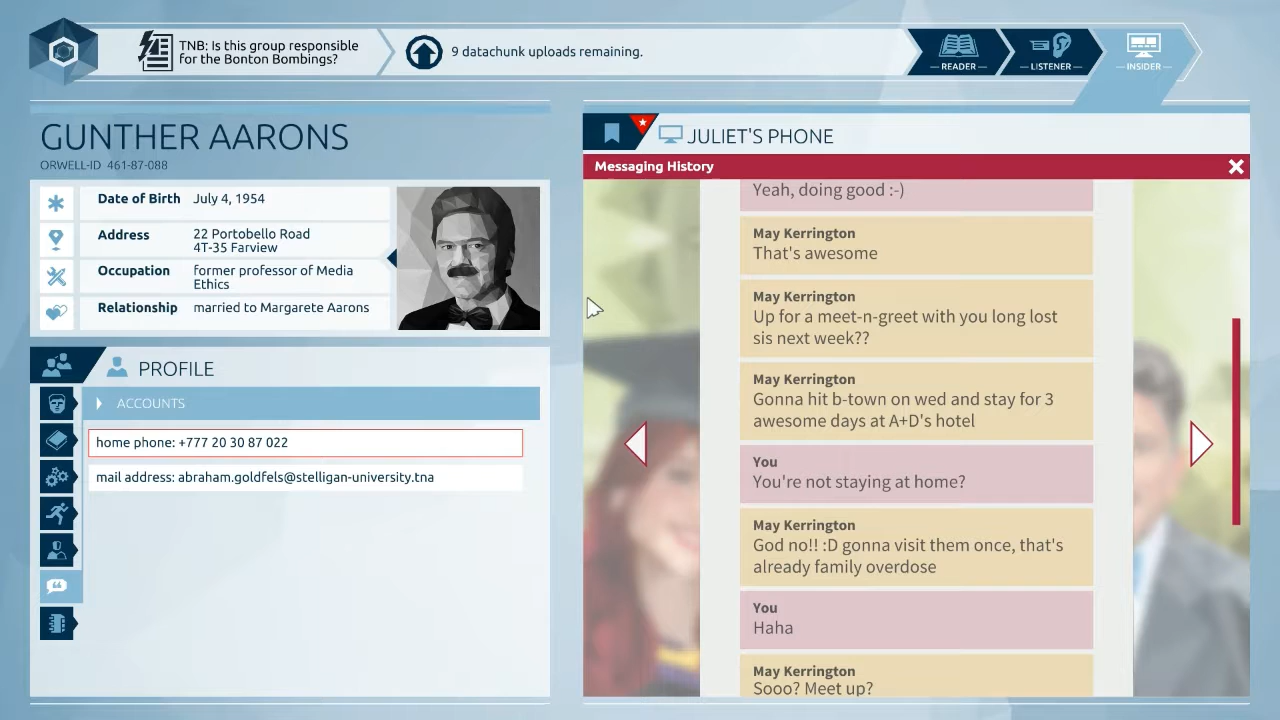 TNB: Is this group responsible
for the Bonton Bombings?
9 datachunk uploads remaining.
READER
LISTENER
INSIDER
GUNTHER AARONS
ORWELL-ID 461-87-088
Date of Birth July 4, 1954
Address 22 Portobello Road
4T-35 Farview
Occupation former professor of Media
Ethics
Relationship married to Margarete Aarons
PROFILE
ACCOUNTS
home phone: +777 20 30 87 022
mail address: abraham.goldfels@stelligan-university.tna
JULIET'S PHONE
Messaging History
Yeah, doing good :-)
May Kerrington
That's awesome
May Kerrington
Up for a meet-n-greet with you long lost
sis next week??
May Kerrington
Gonna hit b-town on wed and stay for 3
awesome days at A+D's hotel
You
You're not staying at home?
May Kerrington
God no!! :D gonna visit them once, that's
already family overdose
You
Haha
May Kerrington
Sooo? Meet up?